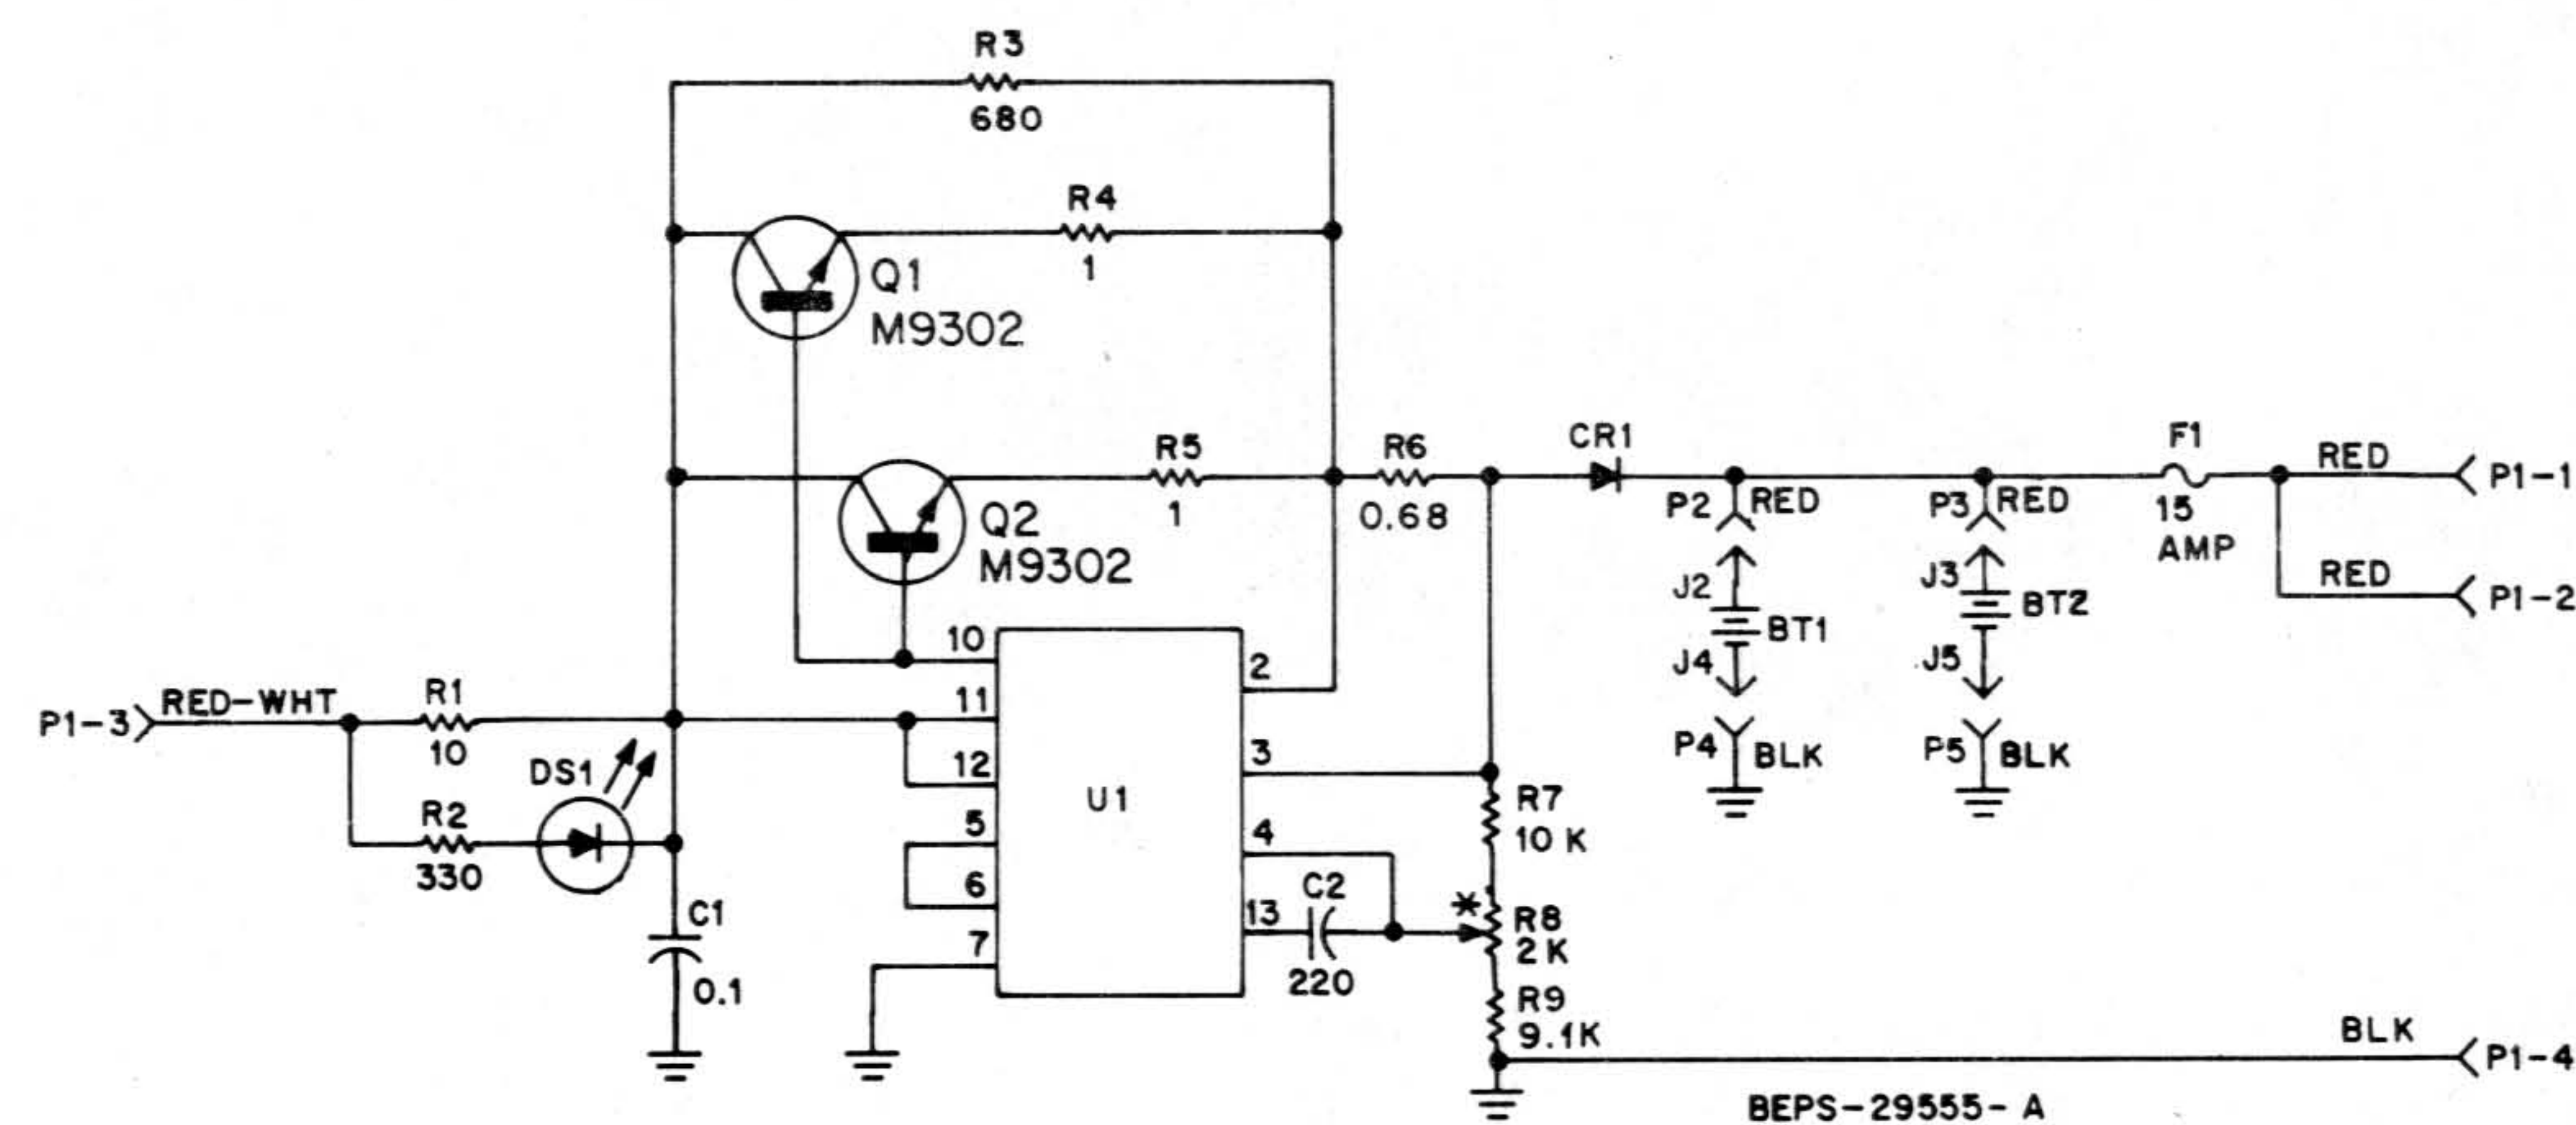 R3
680
R4
1
Q1
M9302
R5
1
R6
0.68
CR1
F1
15
AMP
RED
P1-1
P2
RED
P3
RED
Q2
M9302
J2
BT1
J4
J3
BT2
J5
RED
P1-2
P4
BLK
P5
BLK
P1-3
RED-WHT
R1
10
DS1
R2
330
C1
0.1
10
11
12
5
6
7
U1
2
3
4
13
C2
220
R7
10 K
*
R8
2 K
R9
9.1K
BLK
P1-4
BEPS-29555-A